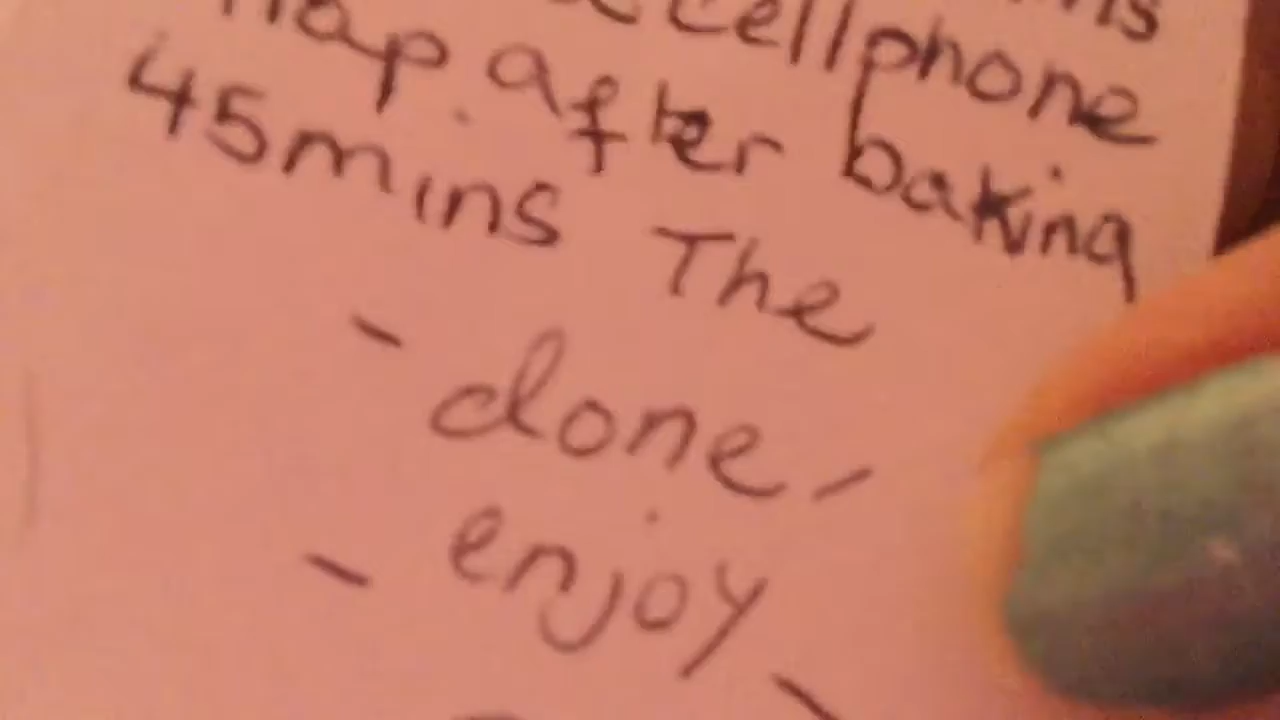 cellphone
nap. after baking
45mins The
- done, 
- enjoy -